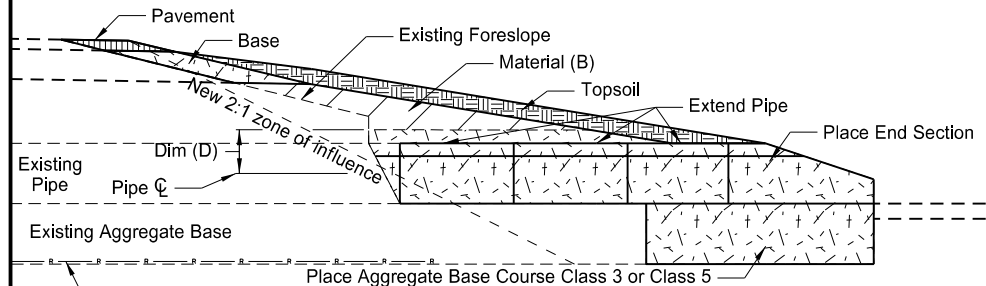 Pavement
Base
Existing Foreslope
Material (B)
Topsoil
Extend Pipe
Place End Section
New 2:1 zone of influence
Dim (D)
Existing
Pipe
Pipe ℄
Existing Aggregate Base
R R R R R R R R R R R R
Place Aggregate Base Course Class 3 or Class 5